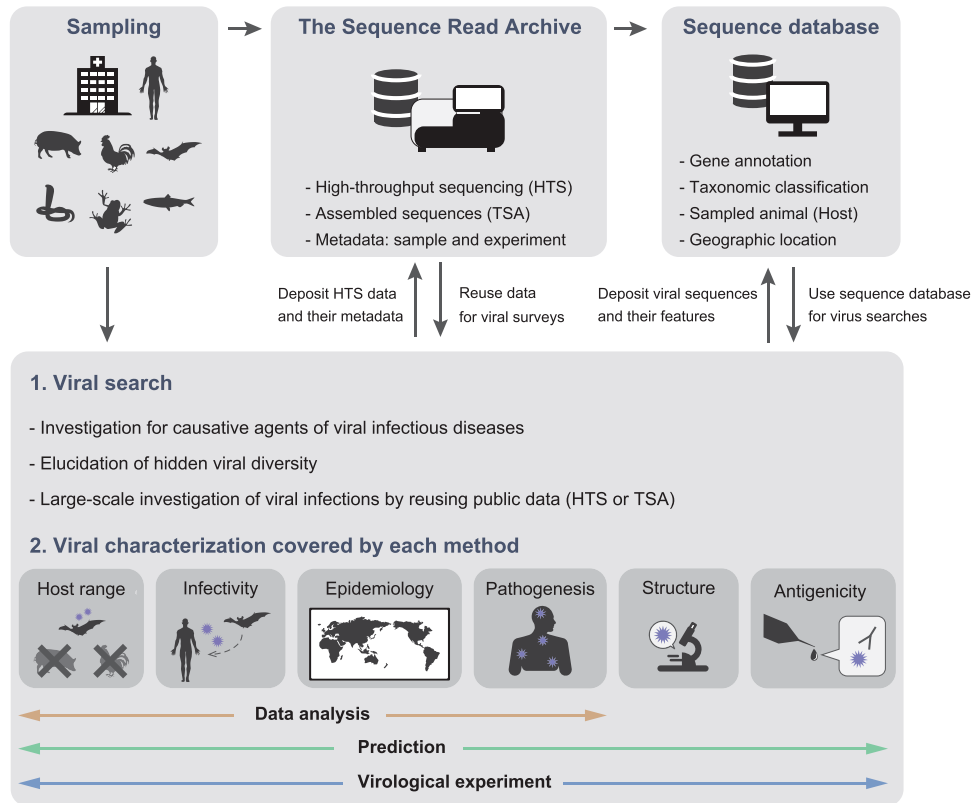 Sampling
The Sequence Read Archive
- High-throughput sequencing (HTS)
- Assembled sequences (TSA)
- Metadata: sample and experiment
Sequence database
- Gene annotation
- Taxonomic classification
- Sampled animal (Host)
- Geographic location
Deposit HTS data
and their metadata
Reuse data
for viral surveys
Deposit viral sequences
and their features
Use sequence database
for virus searches
1. Viral search
- Investigation for causative agents of viral infectious diseases
- Elucidation of hidden viral diversity
- Large-scale investigation of viral infections by reusing public data (HTS or TSA)
2. Viral characterization covered by each method
Host range
Infectivity
Epidemiology
Pathogenesis
Structure
Antigenicity
Data analysis
Prediction
Virological experiment